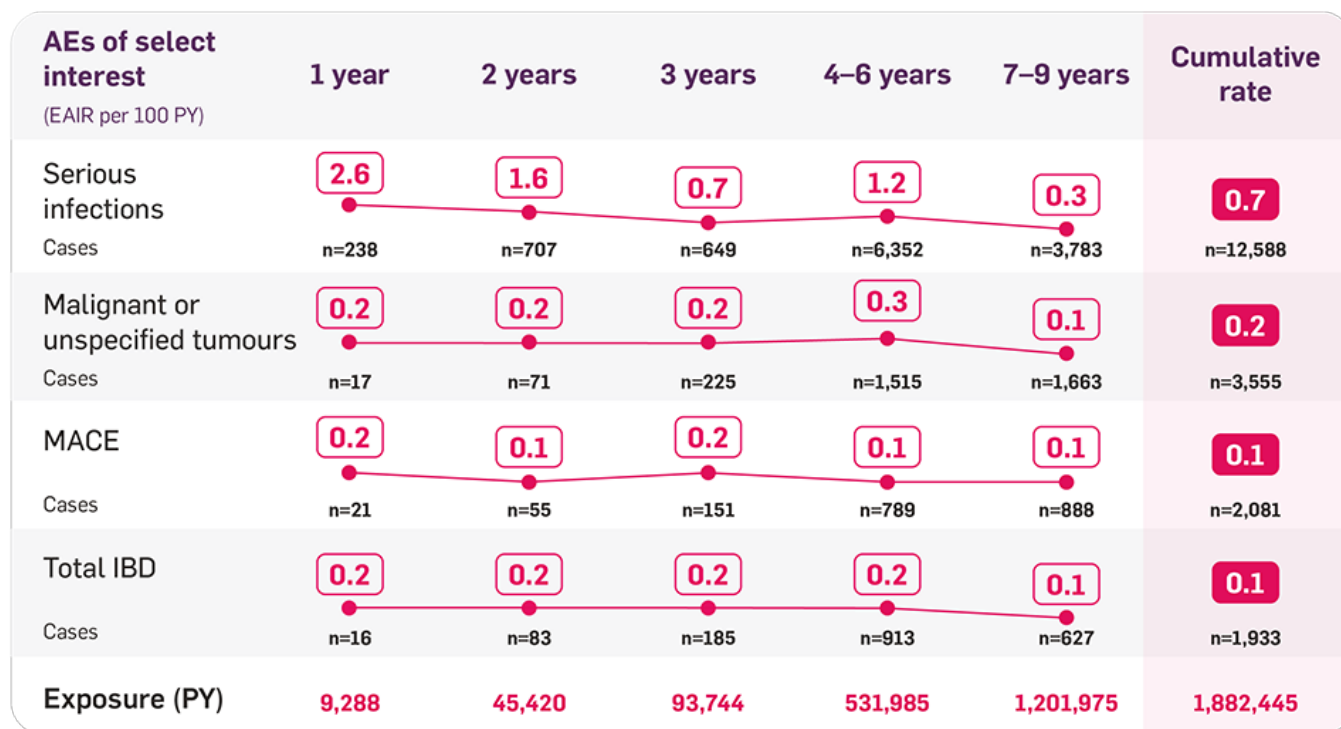 AEs of select
interest
(EAIR per 100 PY)
1 year
2 years
3 years
4–6 years
7–9 years
Cumulative
rate
Serious
infections
2.6
1.6
0.7
1.2
0.3
0.7
Cases
n=238
n=707
n=649
n=6,352
n=3,783
n=12,588
Malignant or
unspecified tumours
0.2
0.2
0.2
0.3
0.1
0.2
Cases
n=17
n=71
n=225
n=1,515
n=1,663
n=3,555
MACE
0.2
0.1
0.2
0.1
0.1
0.1
Cases
n=21
n=55
n=151
n=789
n=888
n=2,081
Total IBD
0.2
0.2
0.2
0.2
0.1
0.1
Cases
n=16
n=83
n=185
n=913
n=627
n=1,933
Exposure (PY)
9,288
45,420
93,744
531,985
1,201,975
1,882,445